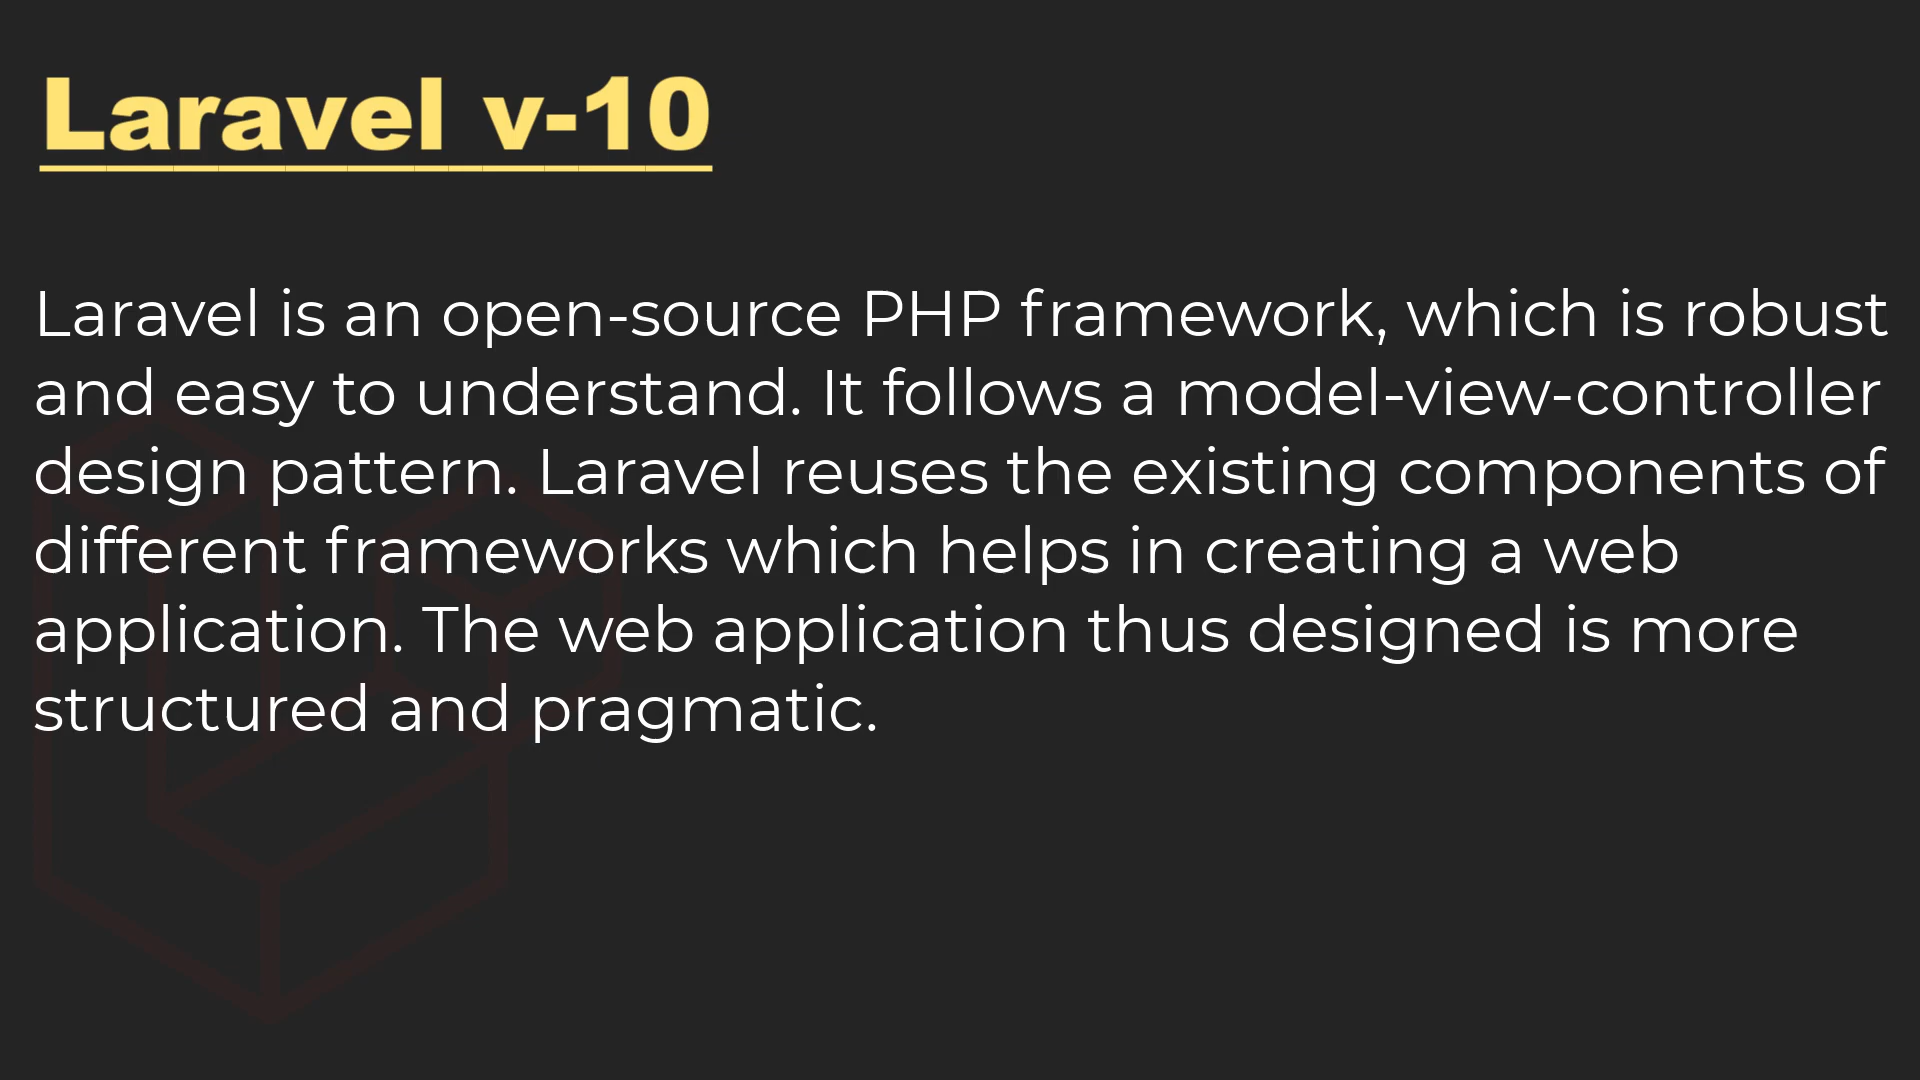 Laravel v-10
Laravel is an open-source PHP framework, which is robust
and easy to understand. It follows a model-view-controller
design pattern. Laravel reuses the existing components of
different frameworks which helps in creating a web
application. The web application thus designed is more
structured and pragmatic.